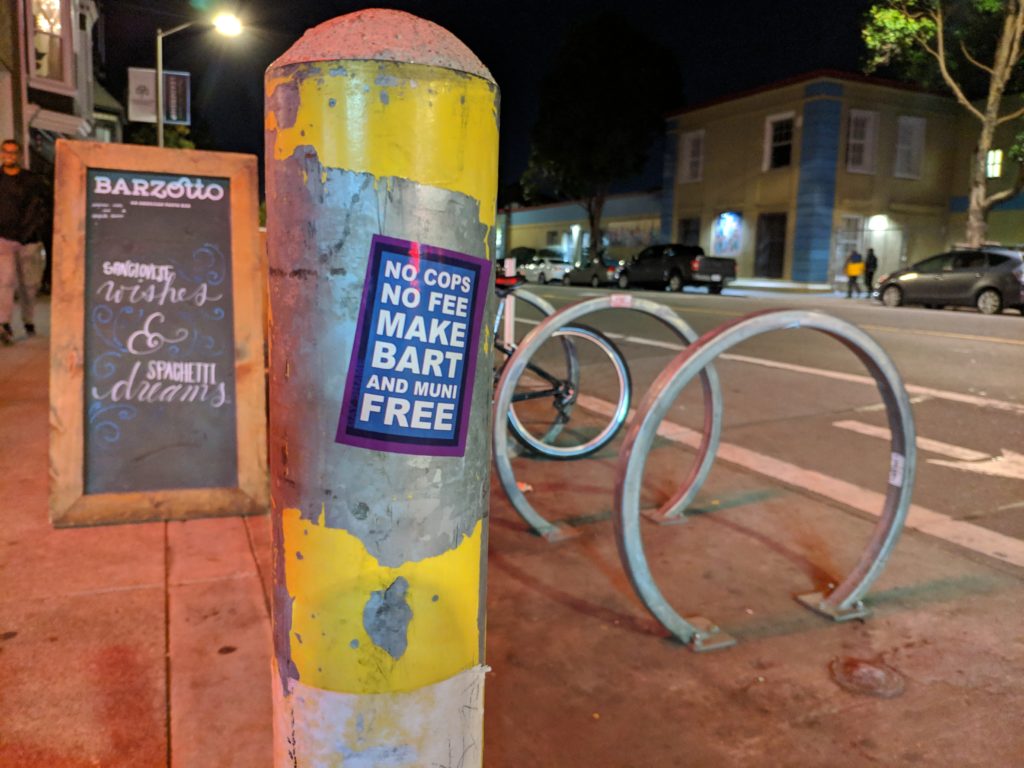 BARZOTTO
SANGIOVESE
wishes
&
SPAGHETTI
dreams
NO COPS
NO FEE
MAKE
BART
AND MUNI
FREE